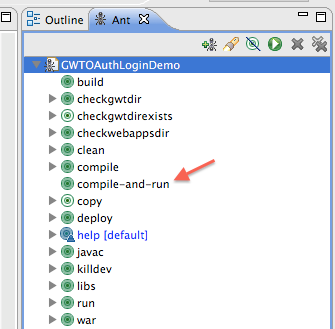 Outline Ant
GWTOAuthLoginDemo
build
checkgwtdir
checkgwtdirexists
checkwebappsdir
clean
compile
compile-and-run
copy
deploy
help [default]
javac
killdev
libs
run
war